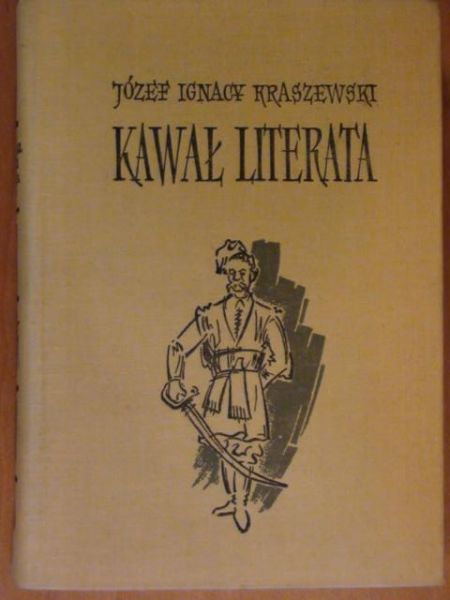 JÓZEF IGNACY KRASZEWSKI
KAWAŁ LITERATA